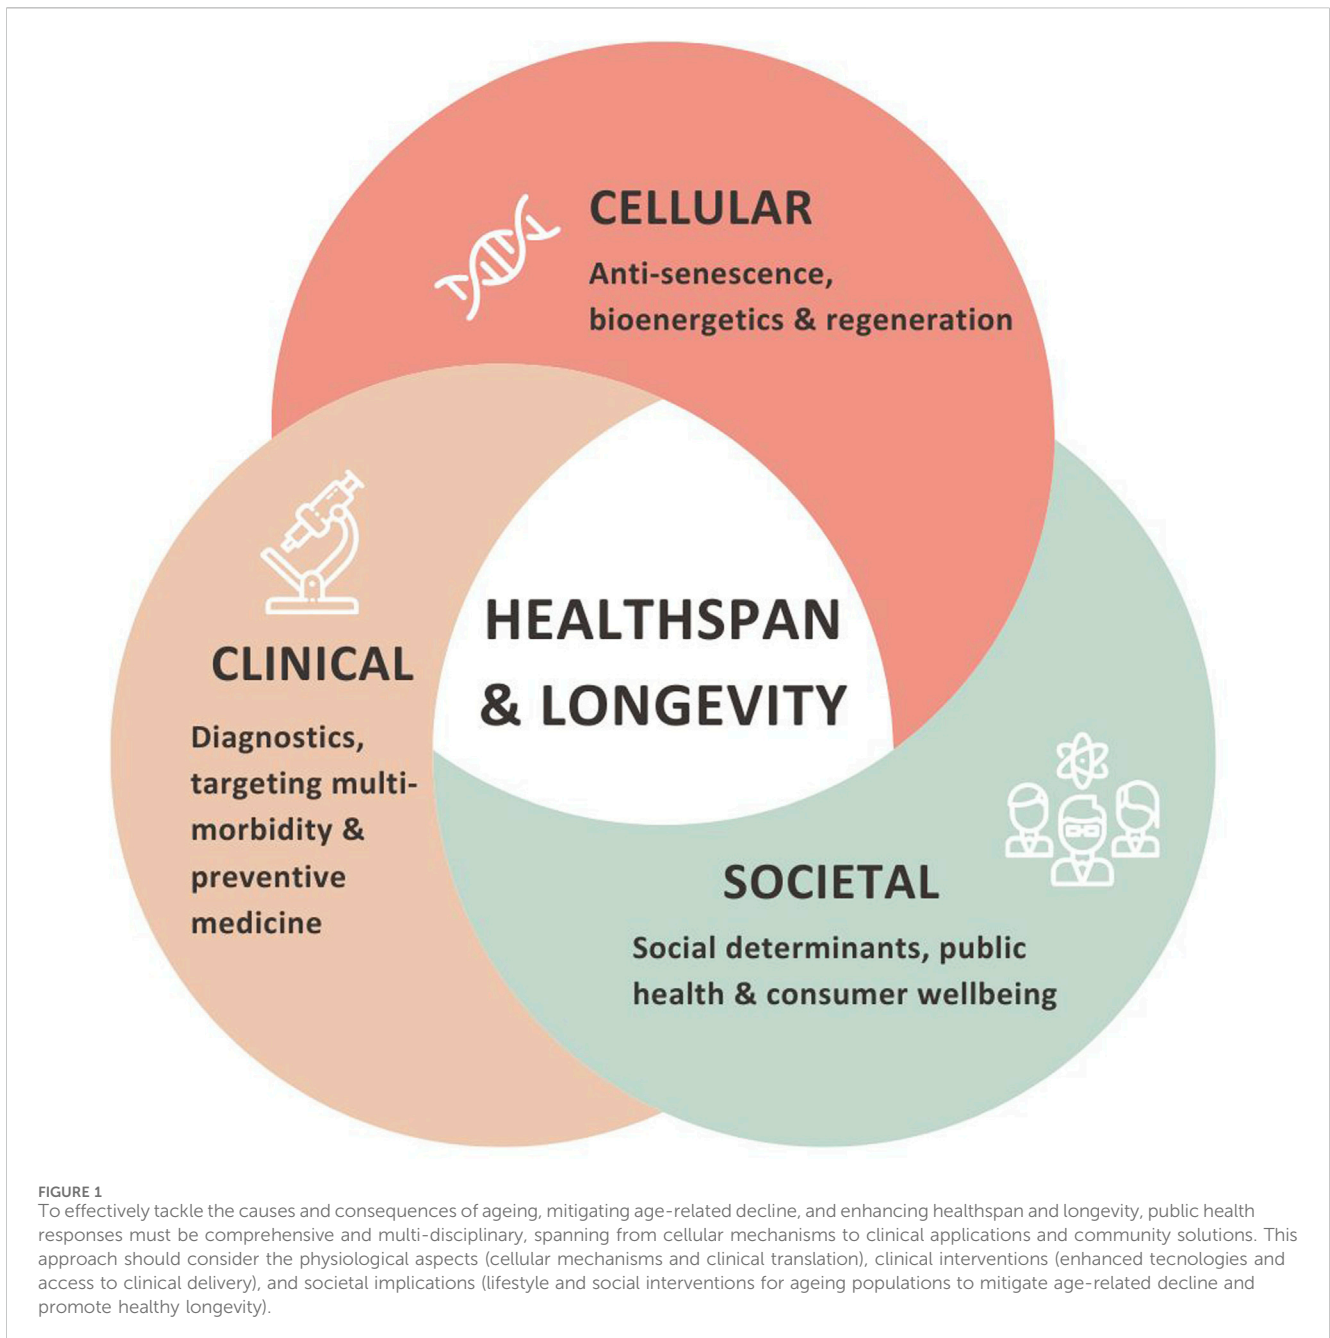 CELLULAR
Anti-senescence,
bioenergetics & regeneration
CLINICAL
Diagnostics,
targeting multi-
morbidity &
preventive
medicine
HEALTHSPAN
& LONGEVITY
SOCIETAL
Social determinants, public
health & consumer wellbeing
FIGURE 1
To effectively tackle the causes and consequences of ageing, mitigating age-related decline, and enhancing healthspan and longevity, public health
responses must be comprehensive and multi-disciplinary, spanning from cellular mechanisms to clinical applications and community solutions. This
approach should consider the physiological aspects (cellular mechanisms and clinical translation), clinical interventions (enhanced tecnologies and
access to clinical delivery), and societal implications (lifestyle and social interventions for ageing populations to mitigate age-related decline and
promote healthy longevity).